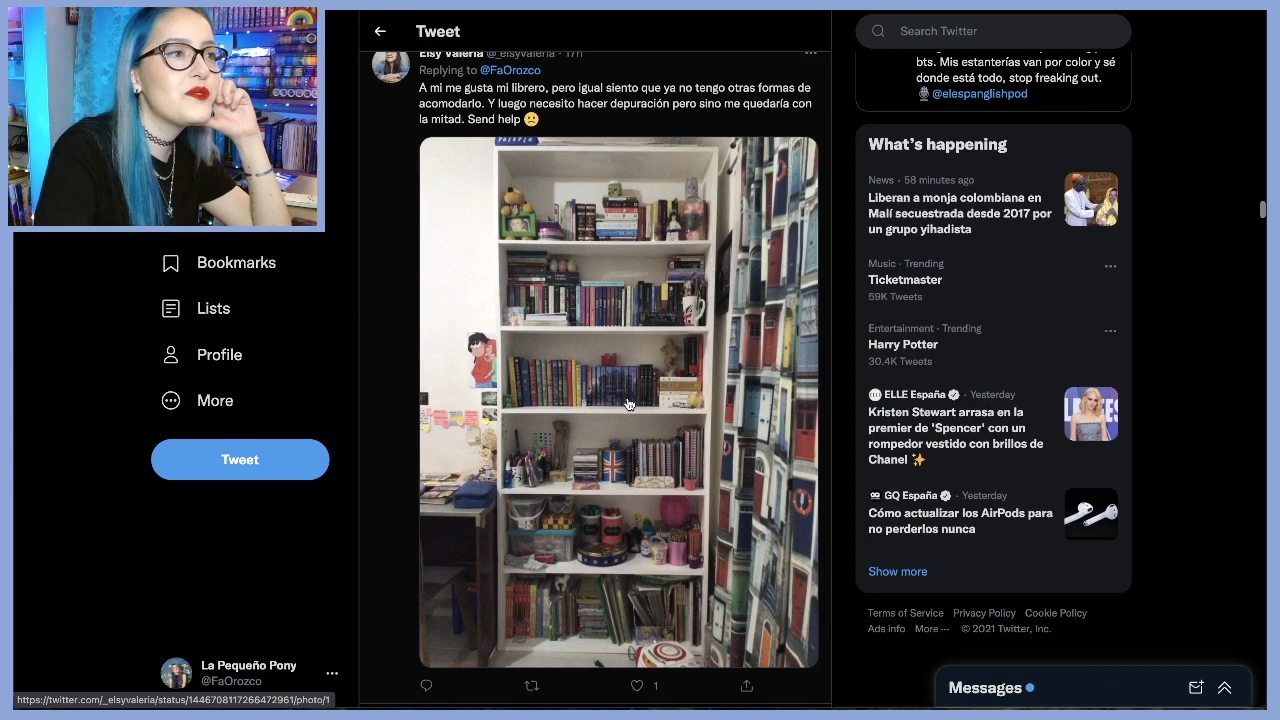 Tweet
Elsy Valeria @_elsyvaleria · 17h
Replying to @FaOrozco
A mi me gusta mi librero, pero igual siento que ya no tengo otras formas de
acomodarlo. Y luego necesito hacer depuración pero sino me quedaría con
la mitad. Send help
1
Bookmarks
Lists
Profile
More
Tweet
La Pequeño Pony
@FaOrozco
https://twitter.com/_elsyvaleria/status/1446708117266472961/photo/1
Search Twitter
bts. Mis estanterías van por color y sé
donde está todo, stop freaking out.
@elespanglishpod
What's happening
News · 58 minutes ago
Liberan a monja colombiana en
Malí secuestrada desde 2017 por
un grupo yihadista
Music · Trending
Ticketmaster
59K Tweets
Entertainment · Trending
Harry Potter
30.4K Tweets
ELLE España · Yesterday
Kristen Stewart arrasa en la
premier de 'Spencer' con un
rompedor vestido con brillos de
Chanel
GQ España · Yesterday
Cómo actualizar los AirPods para
no perderlos nunca
Show more
Terms of Service Privacy Policy Cookie Policy
Ads info More ··· © 2021 Twitter, Inc.
Messages